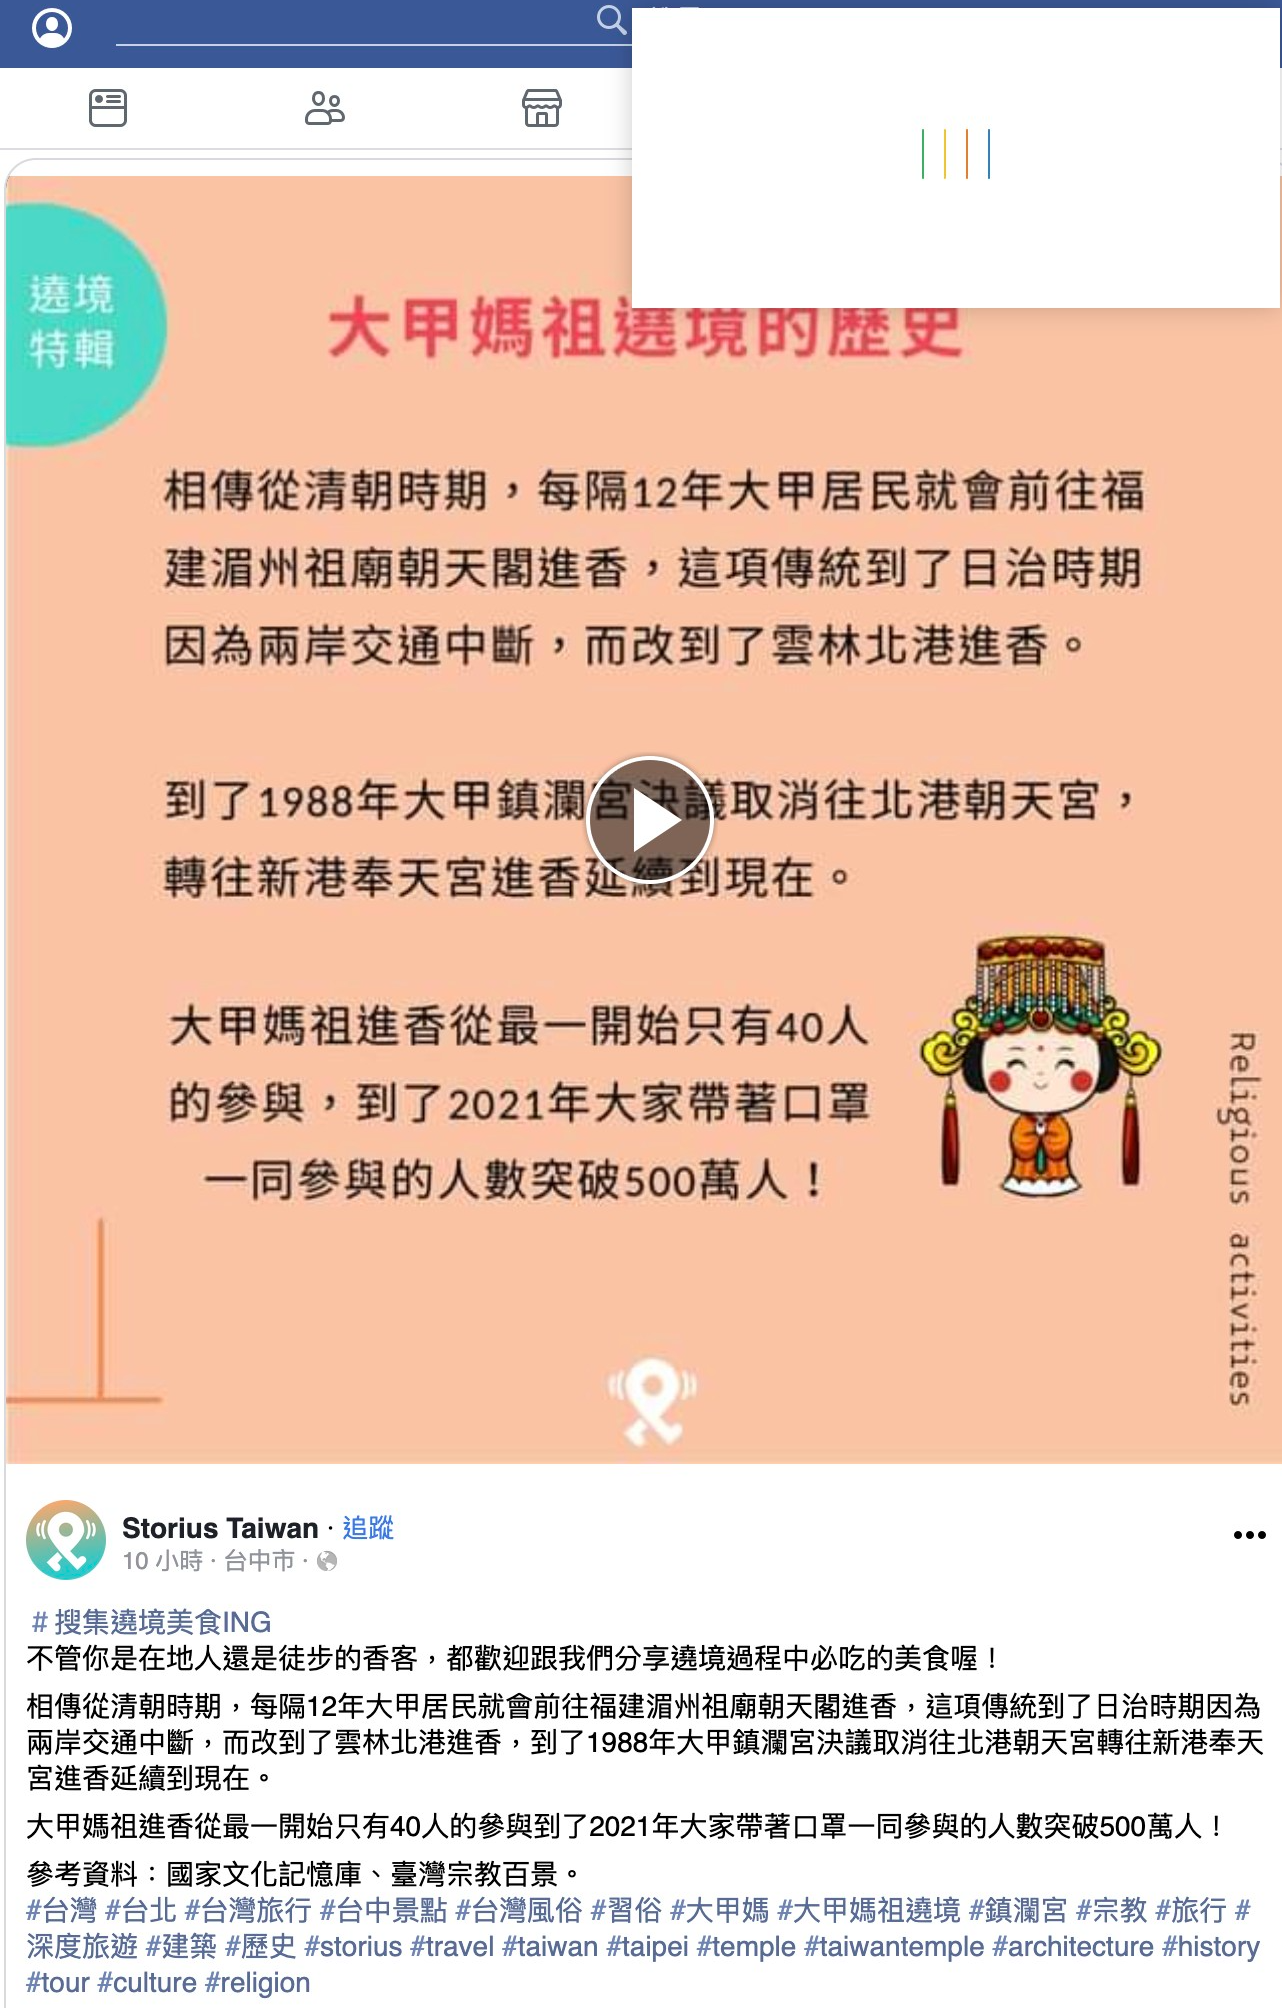 遶境
特輯
大甲媽祖遶境的歷史
相傳從清朝時期，每隔12年大甲居民就會前往福
建湄州祖廟朝天閣進香，這項傳統到了日治時期
因為兩岸交通中斷，而改到了雲林北港進香。
到了1988年大甲鎮瀾宮決議取消往北港朝天宮，
轉往新港奉天宮進香延續到現在。
大甲媽祖進香從最一開始只有40人
的參與，到了2021年大家帶著口罩
一同參與的人數突破500萬人！
Religious activities
Storius Taiwan · 追蹤
10 小時 · 台中市 ·
#搜集遶境美食ING
不管你是在地人還是徒步的香客，都歡迎跟我們分享遶境過程中必吃的美食喔！
相傳從清朝時期，每隔12年大甲居民就會前往福建湄州祖廟朝天閣進香，這項傳統到了日治時期因為
兩岸交通中斷，而改到了雲林北港進香，到了1988年大甲鎮瀾宮決議取消往北港朝天宮轉往新港奉天
宮進香延續到現在。
大甲媽祖進香從最一開始只有40人的參與到了2021年大家帶著口罩一同參與的人數突破500萬人！
參考資料：國家文化記憶庫、臺灣宗教百景。
#台灣 #台北 #台灣旅行 #台中景點 #台灣風俗 #習俗 #大甲媽 #大甲媽祖遶境 #鎮瀾宮 #宗教 #旅行 #
深度旅遊 #建築 #歷史 #storius #travel #taiwan #taipei #temple #taiwantemple #architecture #history
#tour #culture #religion